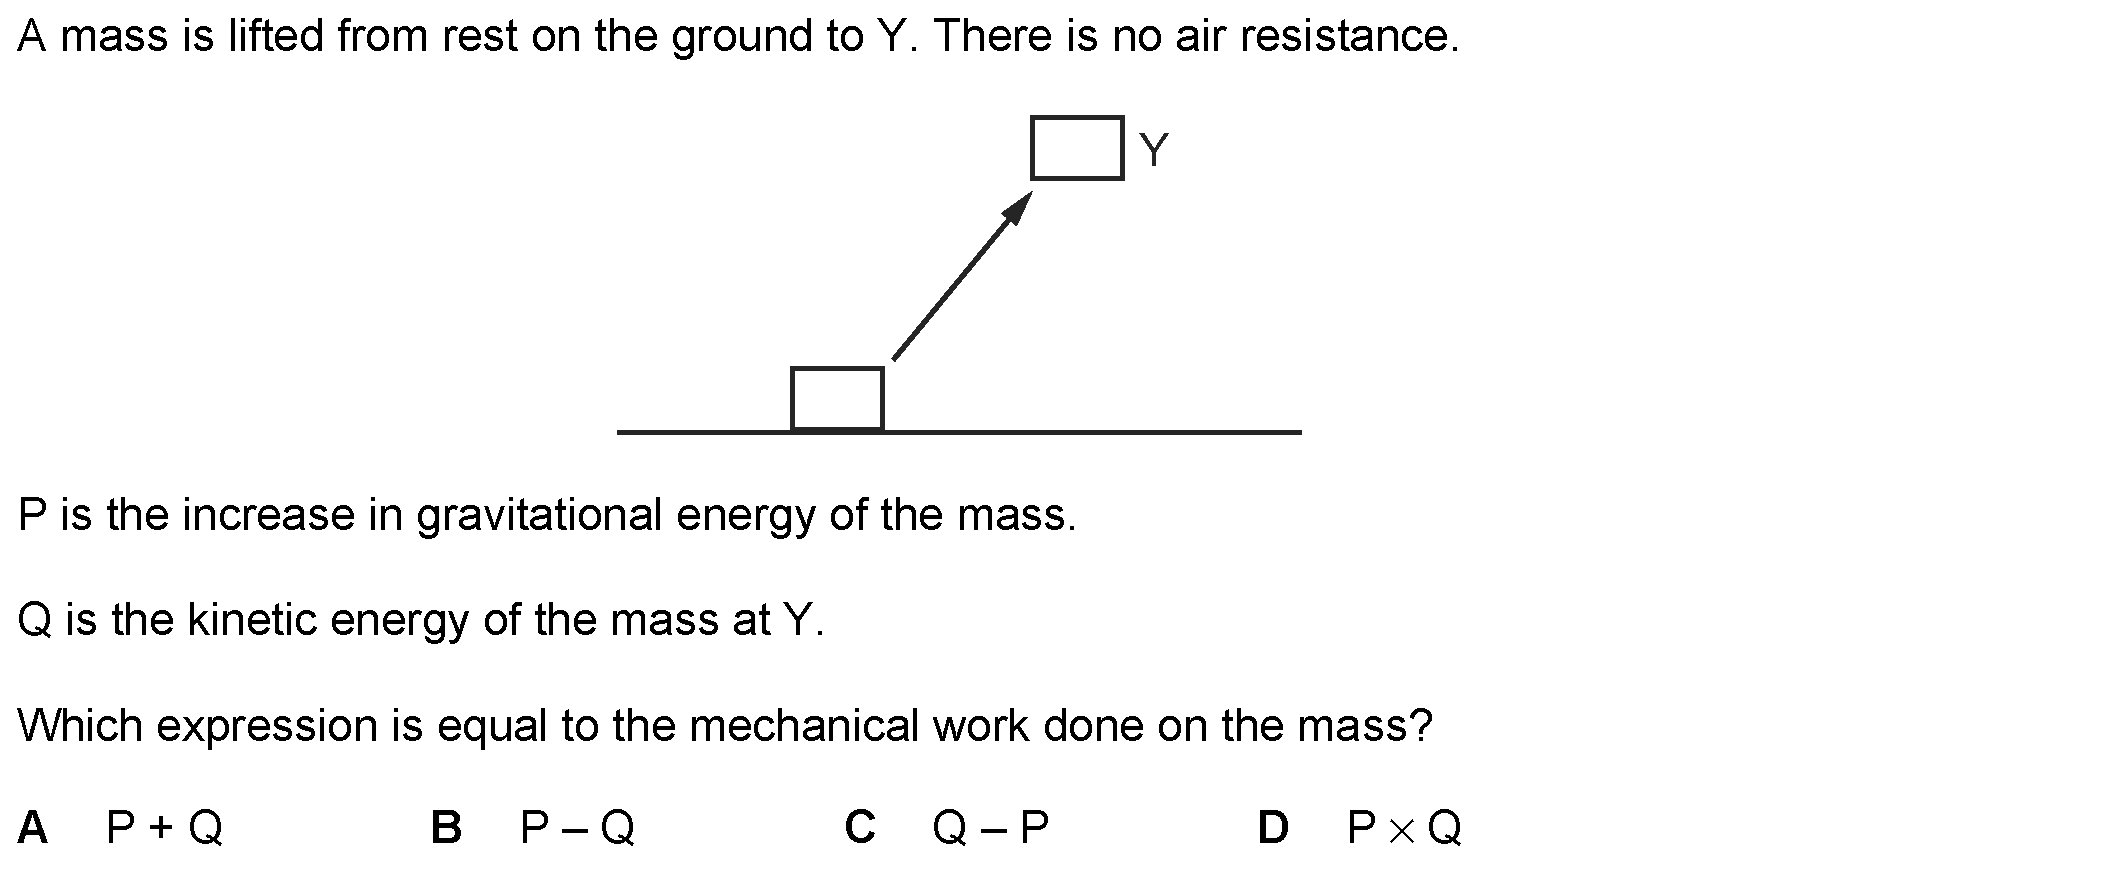 A mass is lifted from rest on the ground to Y. There is no air resistance.
Y
P is the increase in gravitational energy of the mass.
Q is the kinetic energy of the mass at Y.
Which expression is equal to the mechanical work done on the mass?
A P + Q B P – Q C Q – P D P × Q